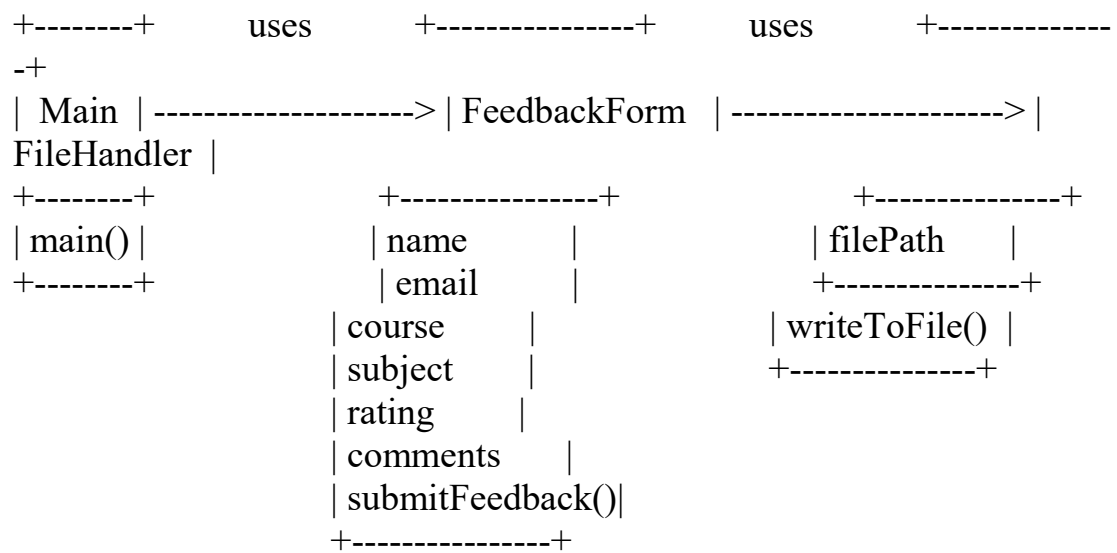 +--------+ uses +----------------+ uses +--------------
-+
| Main | ---------------------> | FeedbackForm | ----------------------> |
FileHandler |
+--------+ +----------------+ +---------------+
| main() | | name | | filePath |
+--------+ | email | +---------------+
| course | | writeToFile() |
| subject | +---------------+
| rating |
| comments |
| submitFeedback()|
+----------------+